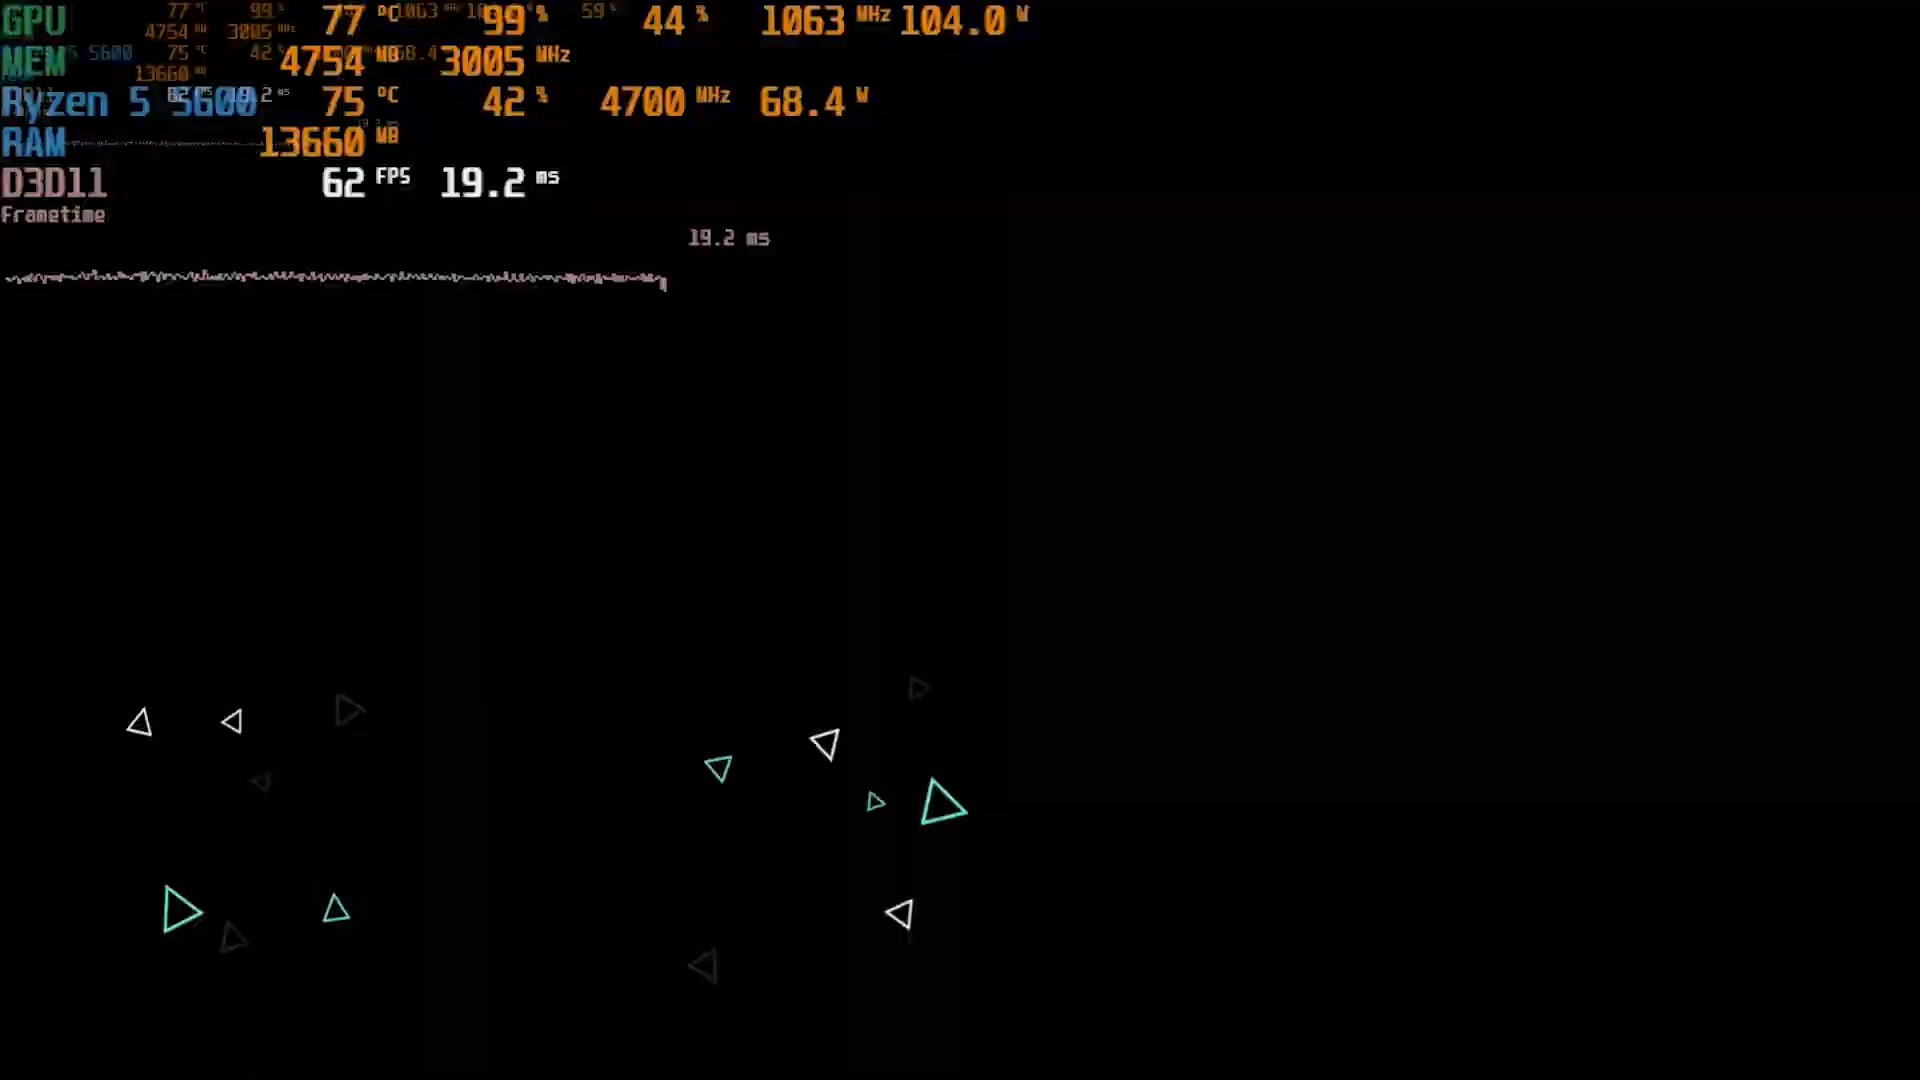 GPU 77 °C 99 % 44 % 1063 MHz 104.0 W
MEM 4754 MB 3005 MHz
Ryzen 5 5600 75 °C 42 % 4700 MHz 68.4 W
RAM 13660 MB
D3D11 62 FPS 19.2 ms
Frametime
19.2 ms